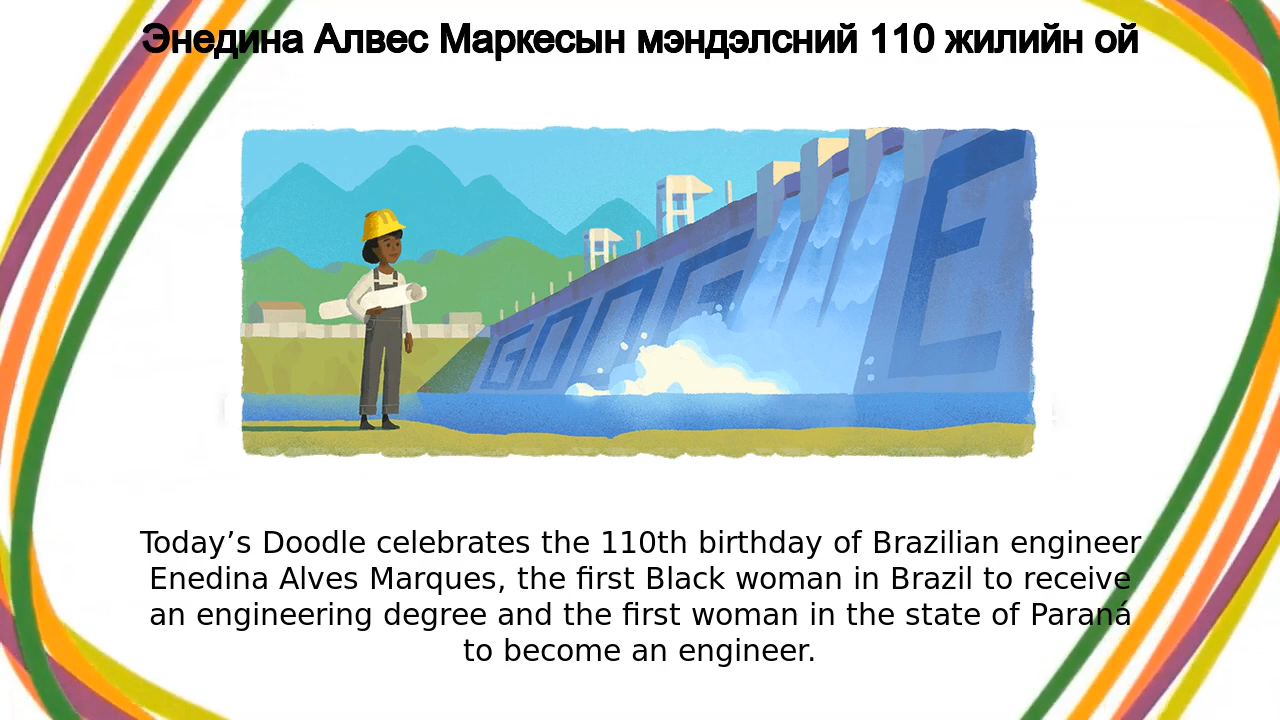 Энедина Алвес Маркесын мэндэлсний 110 жилийн ой
GOOGLE
Today’s Doodle celebrates the 110th birthday of Brazilian engineer
Enedina Alves Marques, the first Black woman in Brazil to receive
an engineering degree and the first woman in the state of Paraná
to become an engineer.